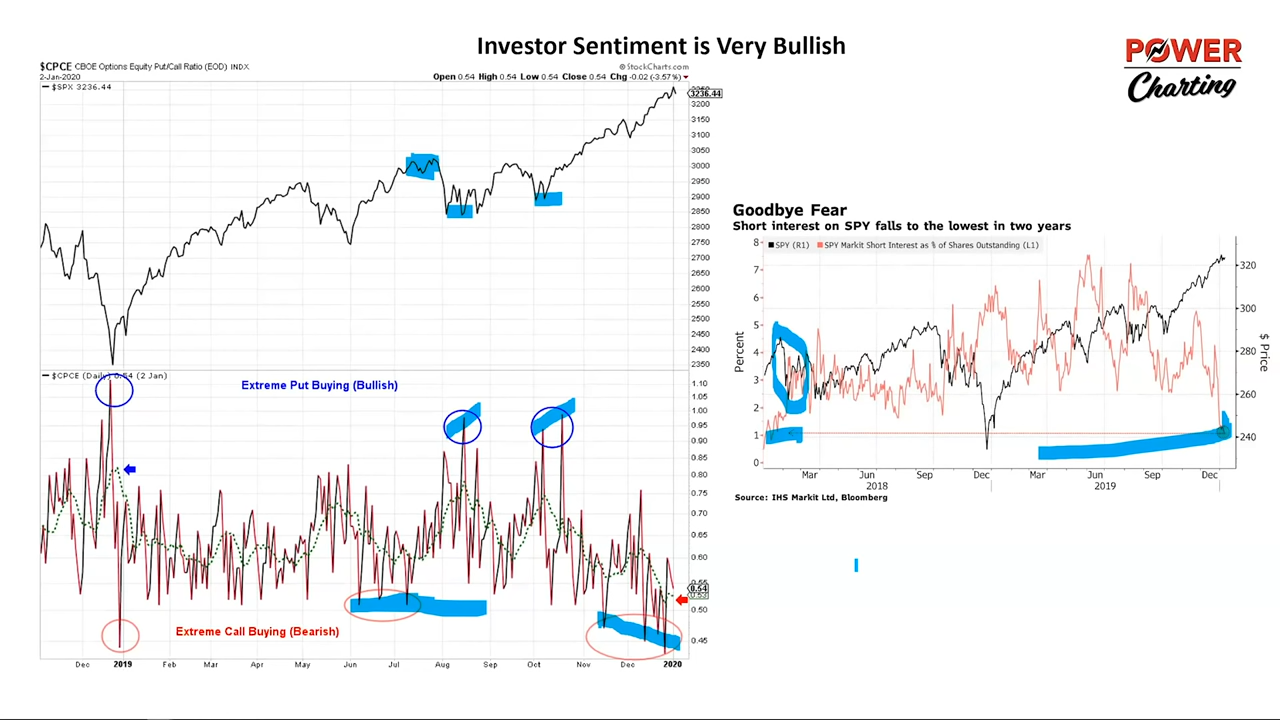 Investor Sentiment is Very Bullish
POWER
Charting
$CPCE CBOE Options Equity Put/Call Ratio (EOD) INDX
© StockCharts.com
2-Jan-2020
Open 0.54 High 0.54 Low 0.54 Close 0.54 Chg -0.02 (-3.57%)
$SPX 3236.44
3236.44
3200
3150
3100
3050
3000
2950
2900
2850
2800
2750
2700
2650
2600
2550
2500
2450
2400
2350
$CPCE (Daily) 0.54 (2 Jan)
Extreme Put Buying (Bullish)
1.10
1.05
1.00
0.95
0.90
0.85
0.80
0.75
0.70
0.65
0.60
0.55
0.54
0.50
0.45
Extreme Call Buying (Bearish)
Dec 2019 Feb Mar Apr May Jun Jul Aug Sep Oct Nov Dec 2020
Goodbye Fear
Short interest on SPY falls to the lowest in two years
SPY (R1) SPY Markit Short Interest as % of Shares Outstanding (L1)
8
7
6
5
4
3
2
1
0
Percent
320
300
280
260
240
$ Price
Mar Jun Sep Dec Mar Jun Sep Dec
2018 2019
Source: IHS Markit Ltd, Bloomberg